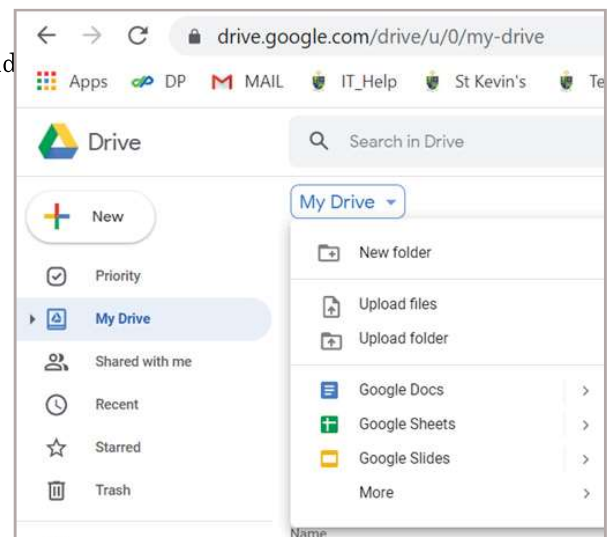 drive.google.com/drive/u/0/my-drive
Apps DP MAIL IT_Help St Kevin's Te
Drive
Search in Drive
New
Priority
My Drive
Shared with me
Recent
Starred
Trash
My Drive
New folder
Upload files
Upload folder
Google Docs
Google Sheets
Google Slides
More
Name